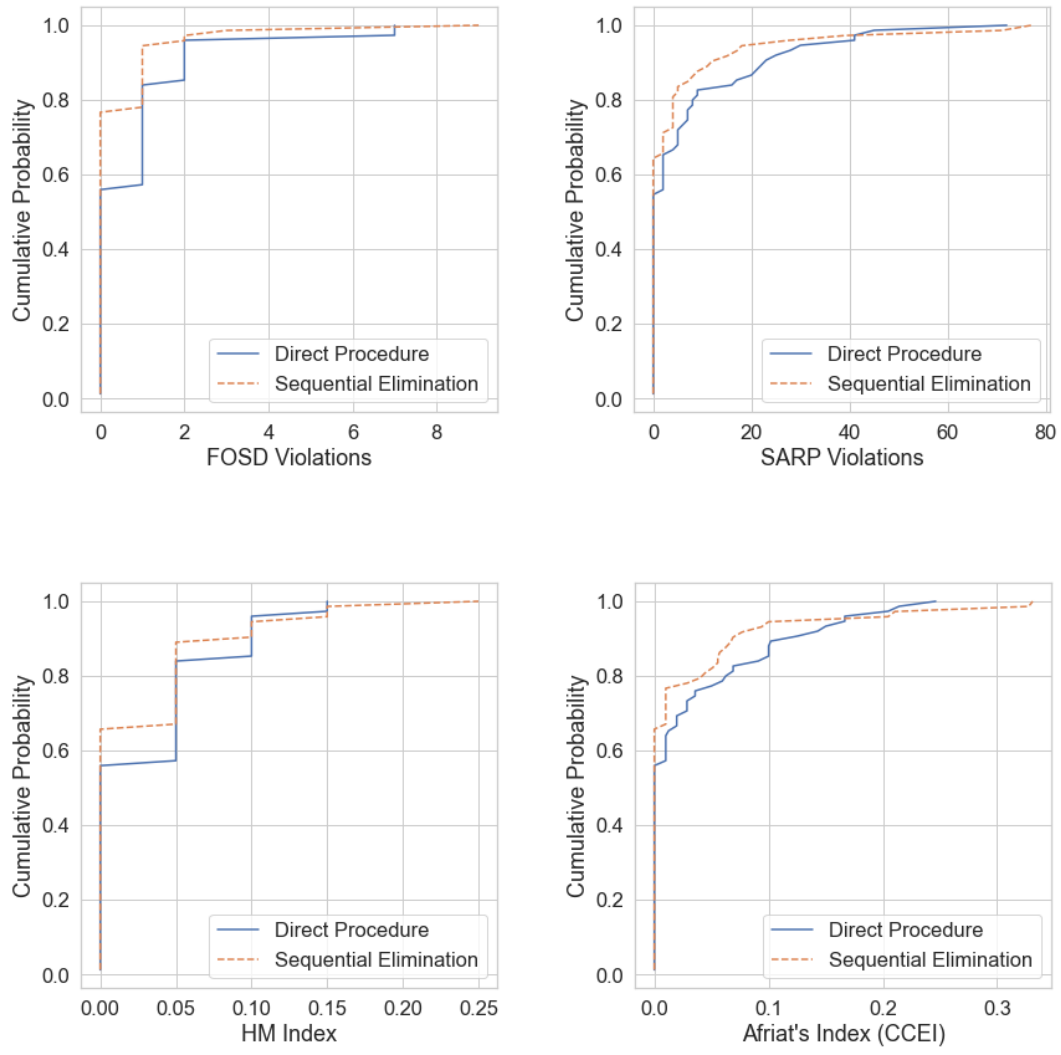 Cumulative Probability
1.0
0.8
0.6
0.4
0.2
0.0
Direct Procedure
Sequential Elimination
0 2 4 6 8
FOSD Violations
Cumulative Probability
1.0
0.8
0.6
0.4
0.2
0.0
Direct Procedure
Sequential Elimination
0 20 40 60 80
SARP Violations
Cumulative Probability
1.0
0.8
0.6
0.4
0.2
0.0
Direct Procedure
Sequential Elimination
0.00 0.05 0.10 0.15 0.20 0.25
HM Index
Cumulative Probability
1.0
0.8
0.6
0.4
0.2
0.0
Direct Procedure
Sequential Elimination
0.0 0.1 0.2 0.3
Afriat's Index (CCEI)